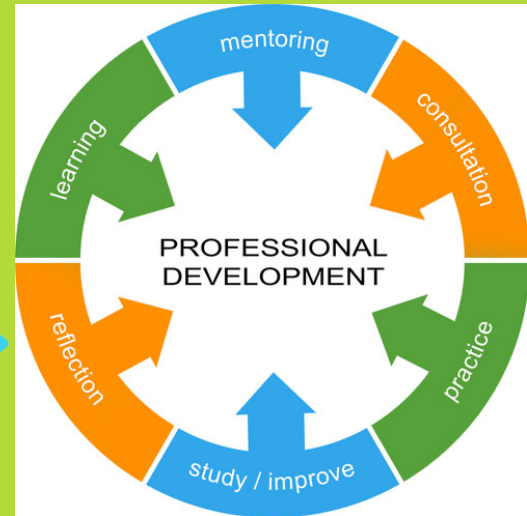 mentoring
consultation
learning
PROFESSIONAL
DEVELOPMENT
reflection
practice
study / improve